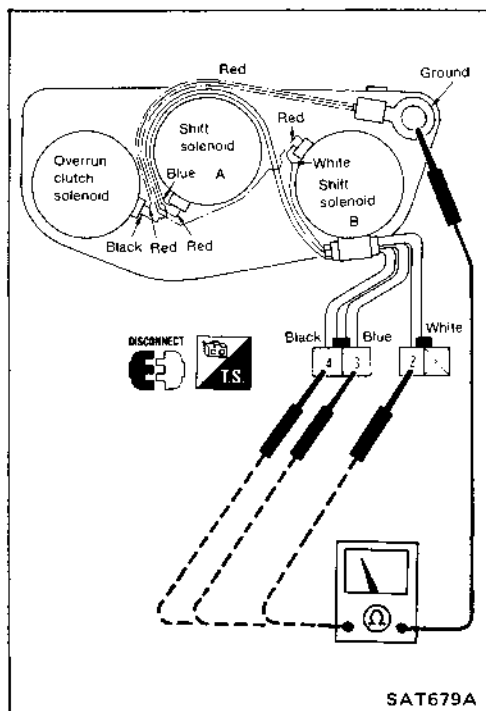 Red
Ground
Shift
solenoid
A
Red
White
Overrun
clutch
solenoid
Blue
Shift
solenoid
B
Black
Red
Red
DISCONNECT
T.S.
Black
Blue
White
4
3
2
Ω
SAT679A